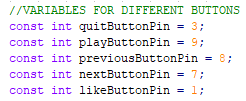 //VARIABLES FOR DIFFERENT BUTTONS
const int quitButtonPin = 3;
const int playButtonPin = 9;
const int previousButtonPin = 8;
const int nextButtonPin = 7;
const int likeButtonPin = 1;